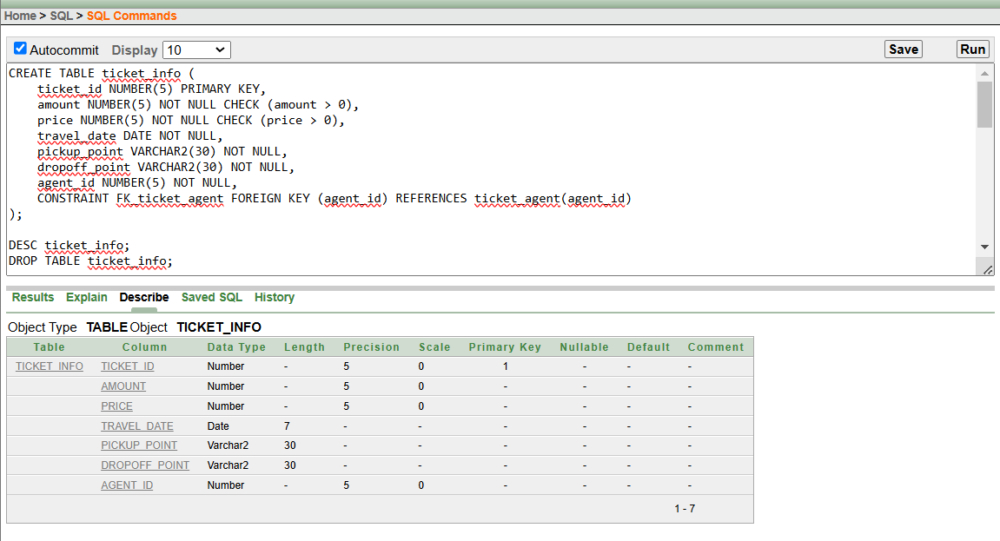 Home > SQL > SQL Commands
Autocommit Display 10 Save Run
CREATE TABLE ticket_info (
    ticket_id NUMBER(5) PRIMARY KEY,
    amount NUMBER(5) NOT NULL CHECK (amount > 0),
    price NUMBER(5) NOT NULL CHECK (price > 0),
    travel_date DATE NOT NULL,
    pickup_point VARCHAR2(30) NOT NULL,
    dropoff_point VARCHAR2(30) NOT NULL,
    agent_id NUMBER(5) NOT NULL,
    CONSTRAINT FK_ticket_agent FOREIGN KEY (agent_id) REFERENCES ticket_agent(agent_id)
);
DESC ticket_info;
DROP TABLE ticket_info;
Results Explain Describe Saved SQL History
Object Type TABLE Object TICKET_INFO
Table Column Data Type Length Precision Scale Primary Key Nullable Default Comment
TICKET_INFO TICKET_ID Number - 5 0 1 - - -
AMOUNT Number - 5 0 - - - -
PRICE Number - 5 0 - - - -
TRAVEL_DATE Date 7 - - - - - -
PICKUP_POINT Varchar2 30 - - - - - -
DROPOFF_POINT Varchar2 30 - - - - - -
AGENT_ID Number - 5 0 - - - -
1 - 7